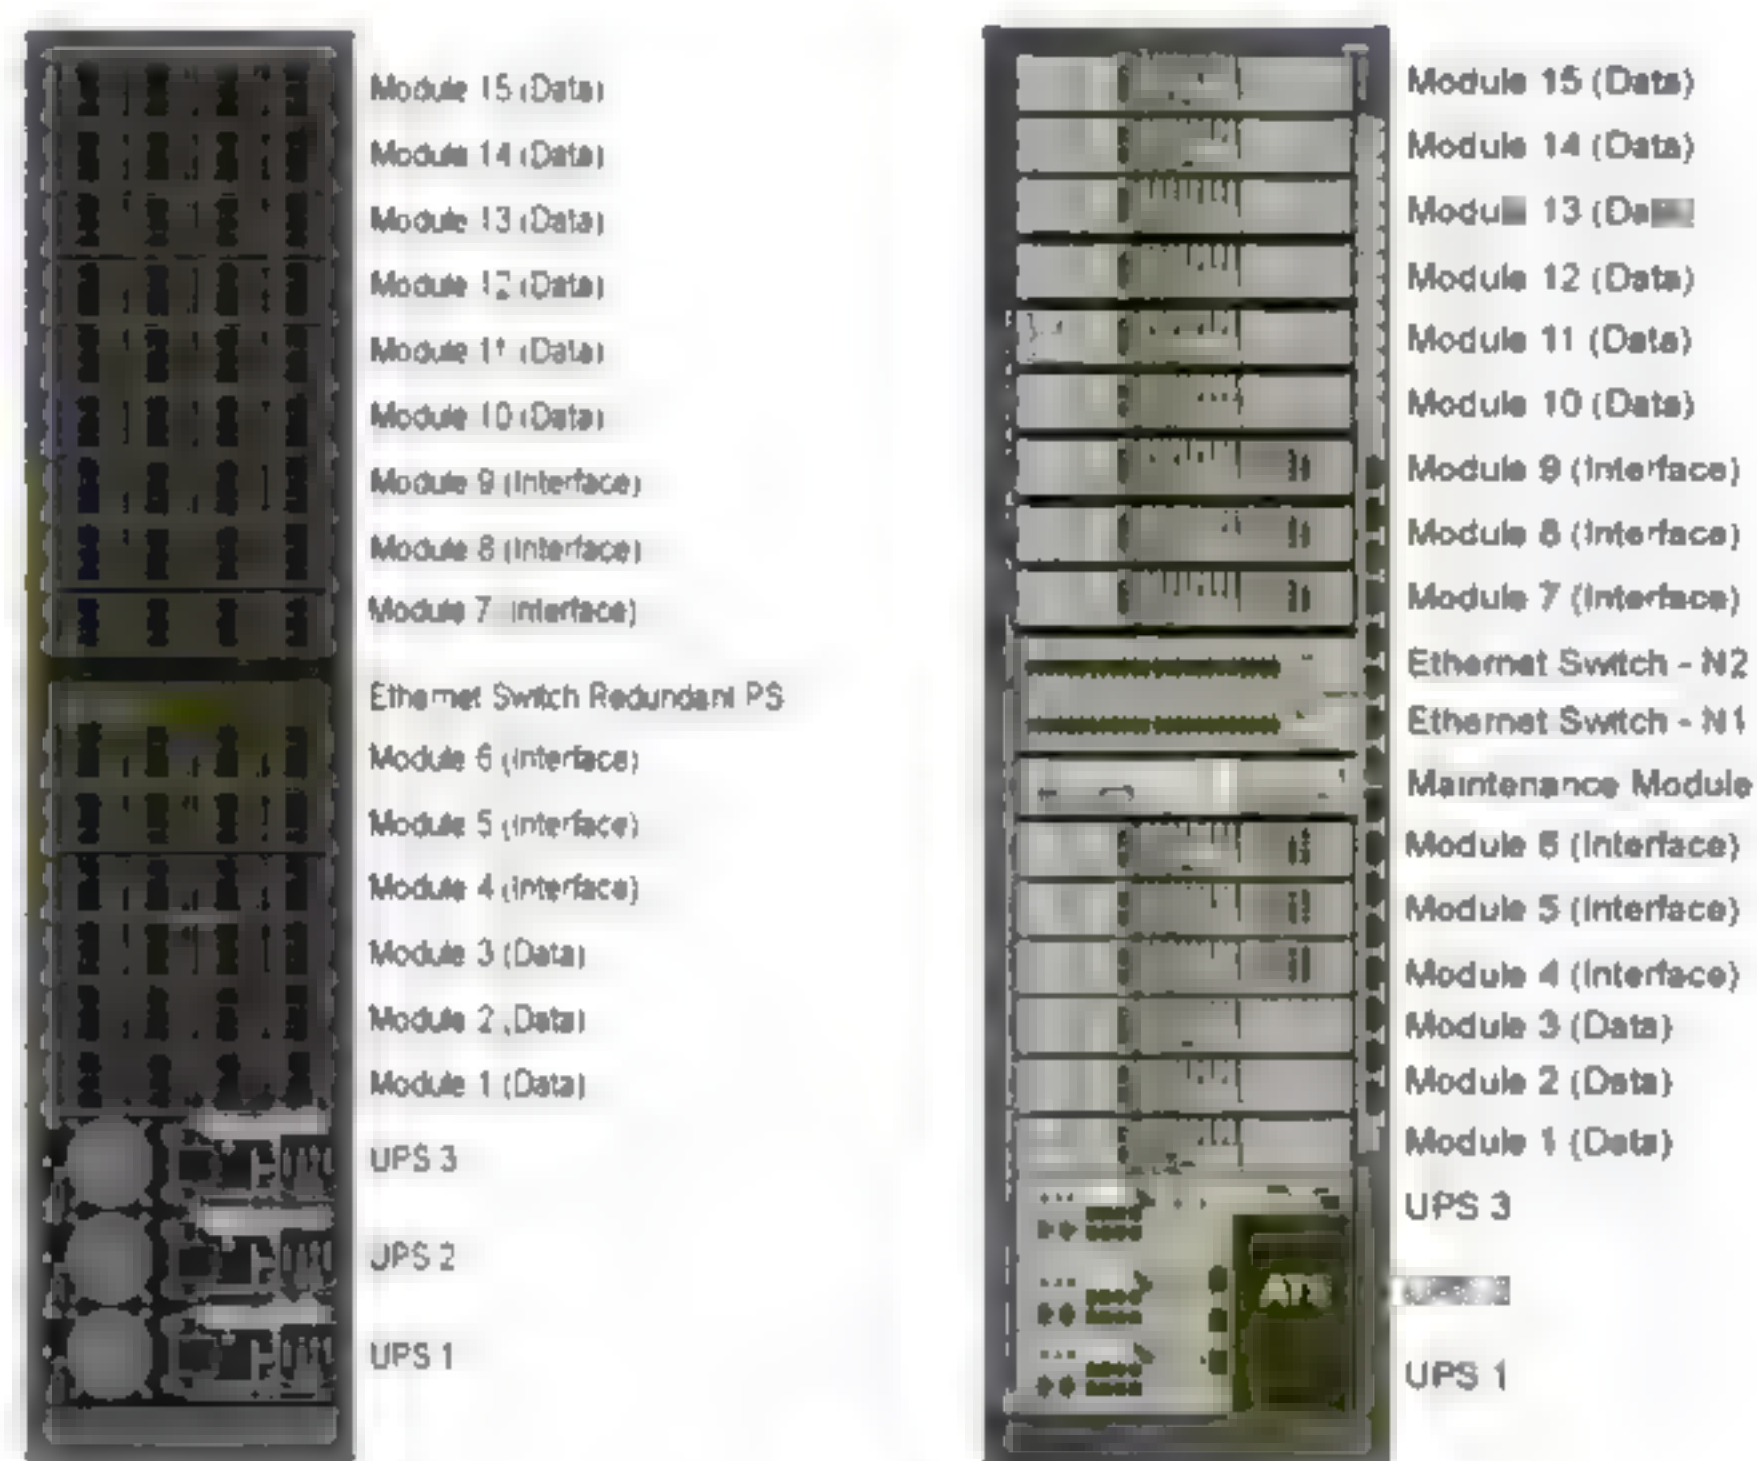 Module 15 (Data)
Module 14 (Data)
Module 13 (Data)
Module 12 (Data)
Module 11 (Data)
Module 10 (Data)
Module 9 (Interface)
Module 8 (Interface)
Module 7 Interface)
Ethernet Switch Redundant PS
Module 6 (Interface)
Module 5 (Interface)
Module 4 (Interface)
Module 3 (Data)
Module 2 (Data)
Module 1 (Data)
UPS 3
UPS 2
UPS 1
Module 15 (Data)
Module 14 (Data)
13
Module 12 (Data)
Module 11 (Data)
Module 10 (Data)
Module 9 (Interface)
Module 8 (Interface)
Module 7 (Interface)
Ethernet Switch - N2
Ethernet Switch - N1
Maintenance Module
Module 6 (Interface)
Module 5 (Interface)
Module 4 (Interface)
Module 3 (Data)
Module 2 (Data)
Module 1 (Data)
UPS 3
UPS 1